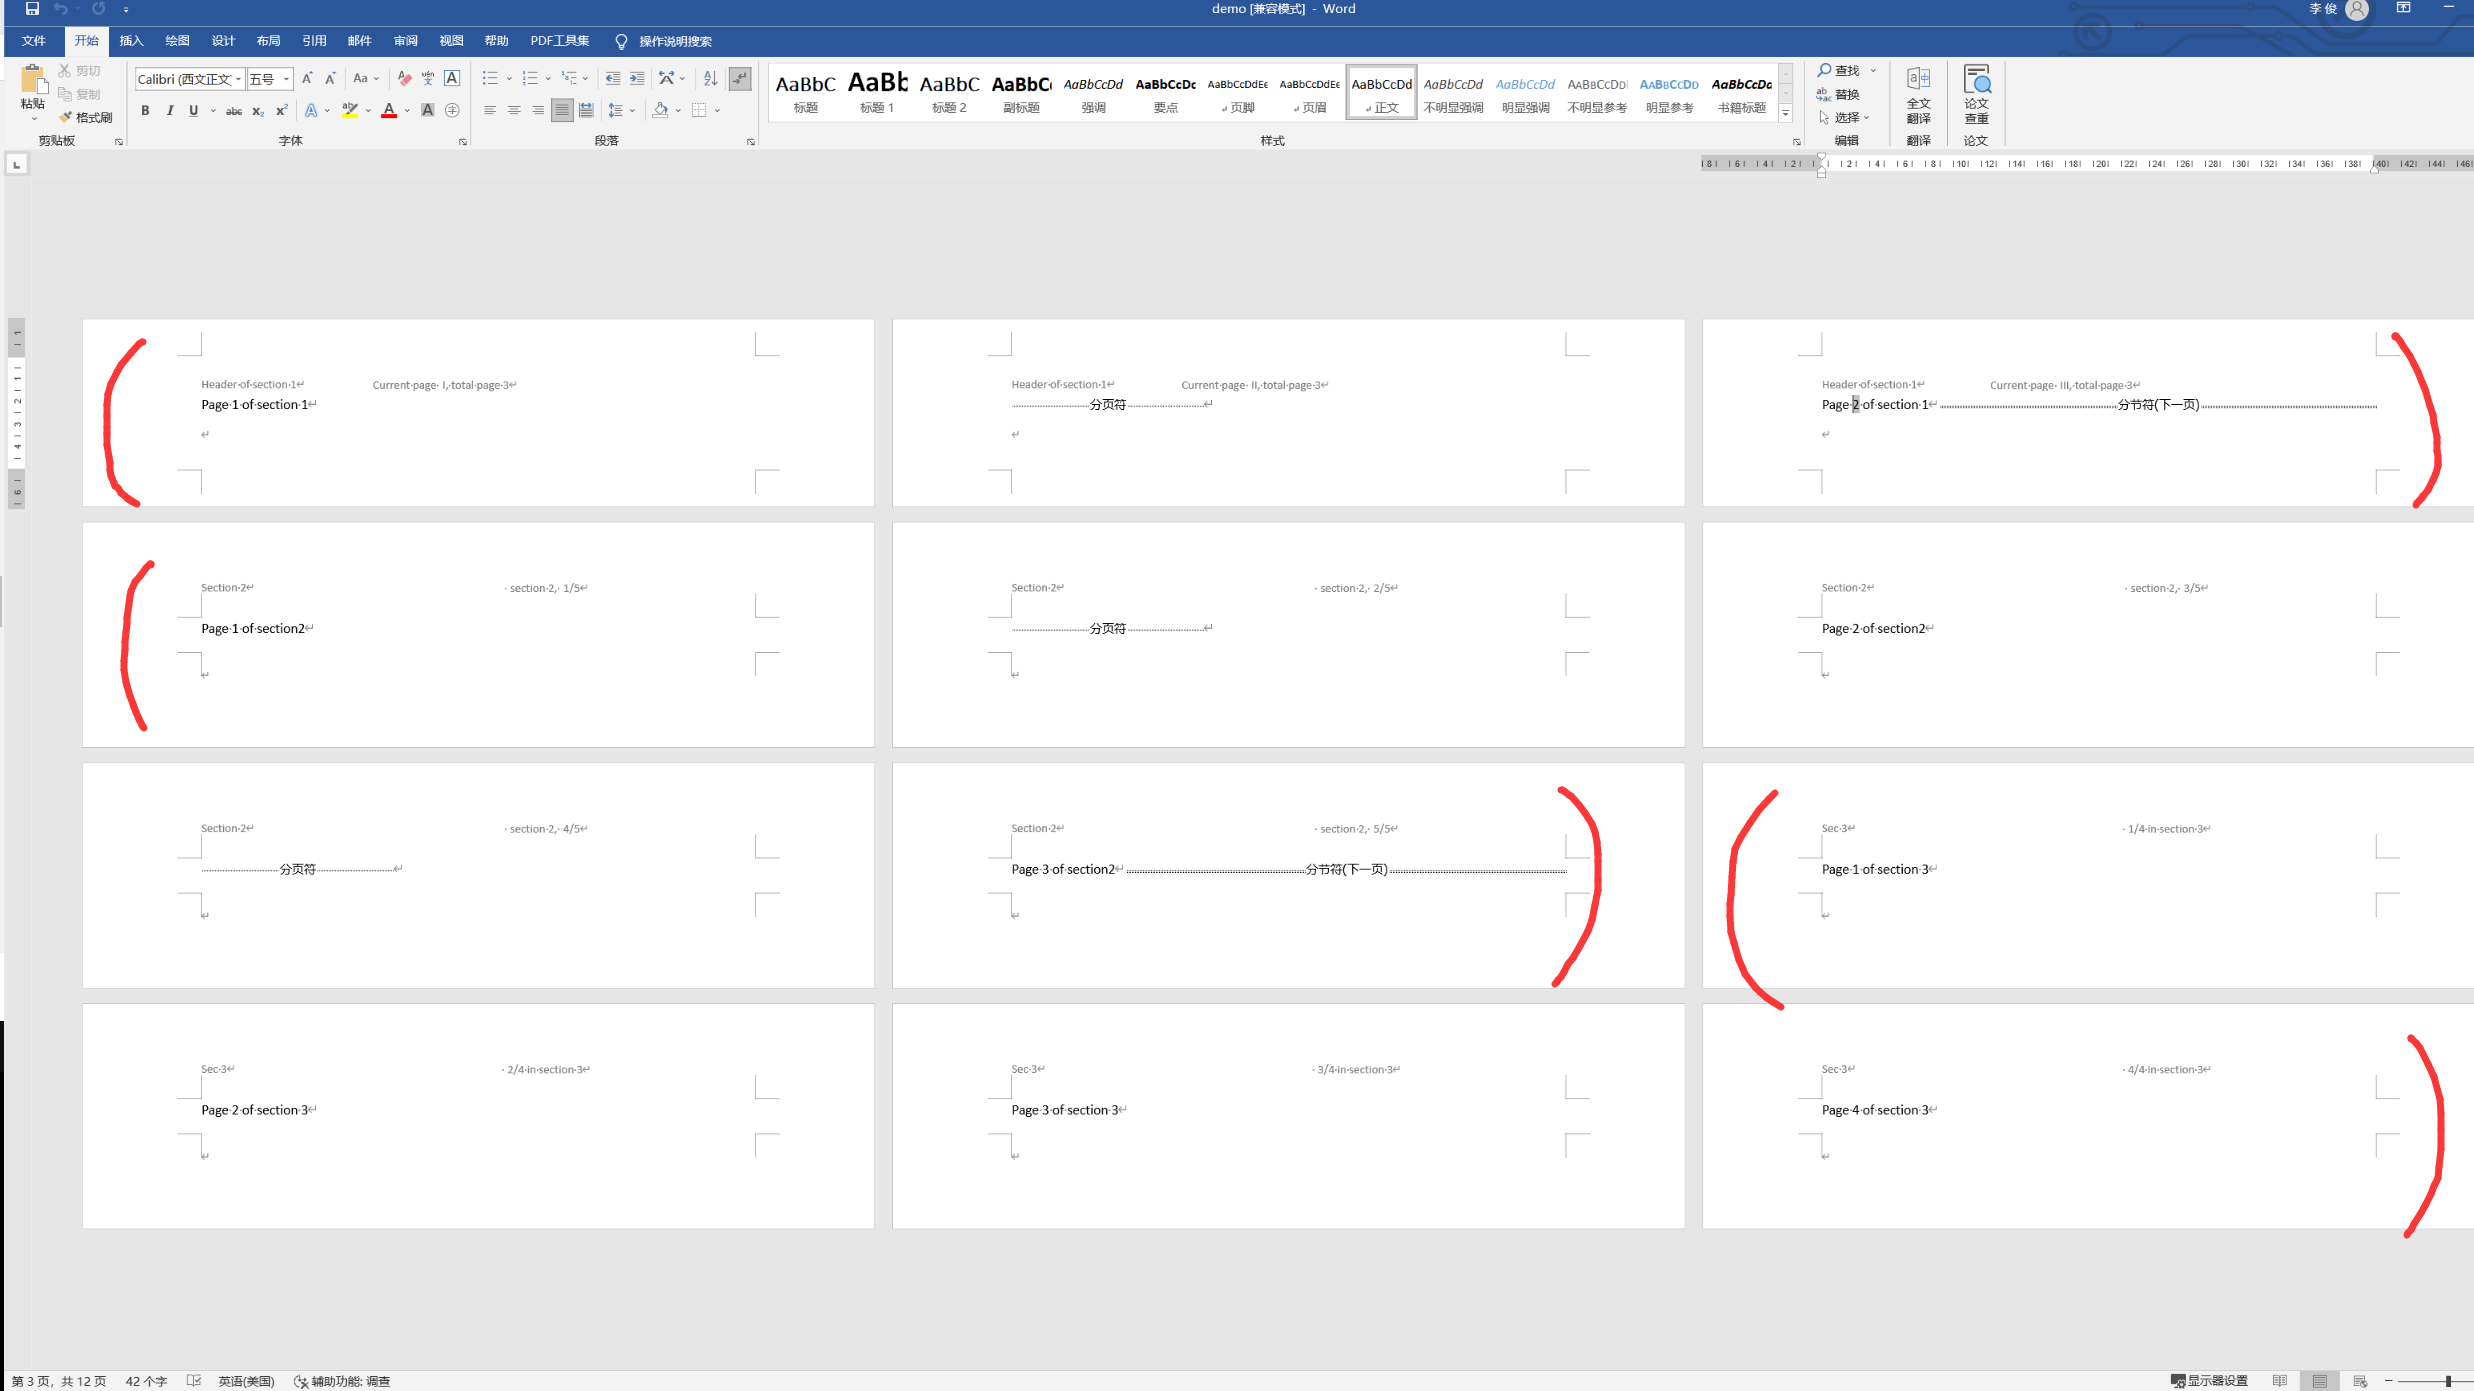 demo [兼容模式] - Word
李 俊
文件 开始 插入 绘图 设计 布局 引用 邮件 审阅 视图 帮助 PDF工具集 操作说明搜索
粘贴 剪切 复制 格式刷
Calibri (西文正文) 五号
AaBbC AaBb AaBbC AaBbC AaBbCcDd AaBbCcDc AaBbCcDdEe AaBbCcDdEe AaBbCcDd AaBbCcDd AaBbCcDd AaBbCcDd AaBbCcDd AaBbCcDd
标题 标题 1 标题 2 副标题 强调 要点 页脚 页眉 正文 不明显强调 明显强调 不明显参考 明显参考 书籍标题
查找 替换 选择
全文翻译
论文查重
剪贴板 字体 段落 样式 编辑 翻译 论文
Header of section 1 Current page I, total page 3
Page 1 of section 1
Header of section 1 Current page II, total page 3
分页符
Header of section 1 Current page III, total page 3
Page 2 of section 1 分节符(下一页)
Section 2 section 2, 1/5
Page 1 of section2
Section 2 section 2, 2/5
分页符
Section 2 section 2, 3/5
Page 2 of section2
Section 2 section 2, 4/5
分页符
Section 2 section 2, 5/5
Page 3 of section2 分节符(下一页)
Sec 3 1/4 in section 3
Page 1 of section 3
Sec 3 2/4 in section 3
Page 2 of section 3
Sec 3 3/4 in section 3
Page 3 of section 3
Sec 3 4/4 in section 3
Page 4 of section 3
第 3 页，共 12 页 42 个字 英语(美国) 辅助功能: 调查 显示器设置